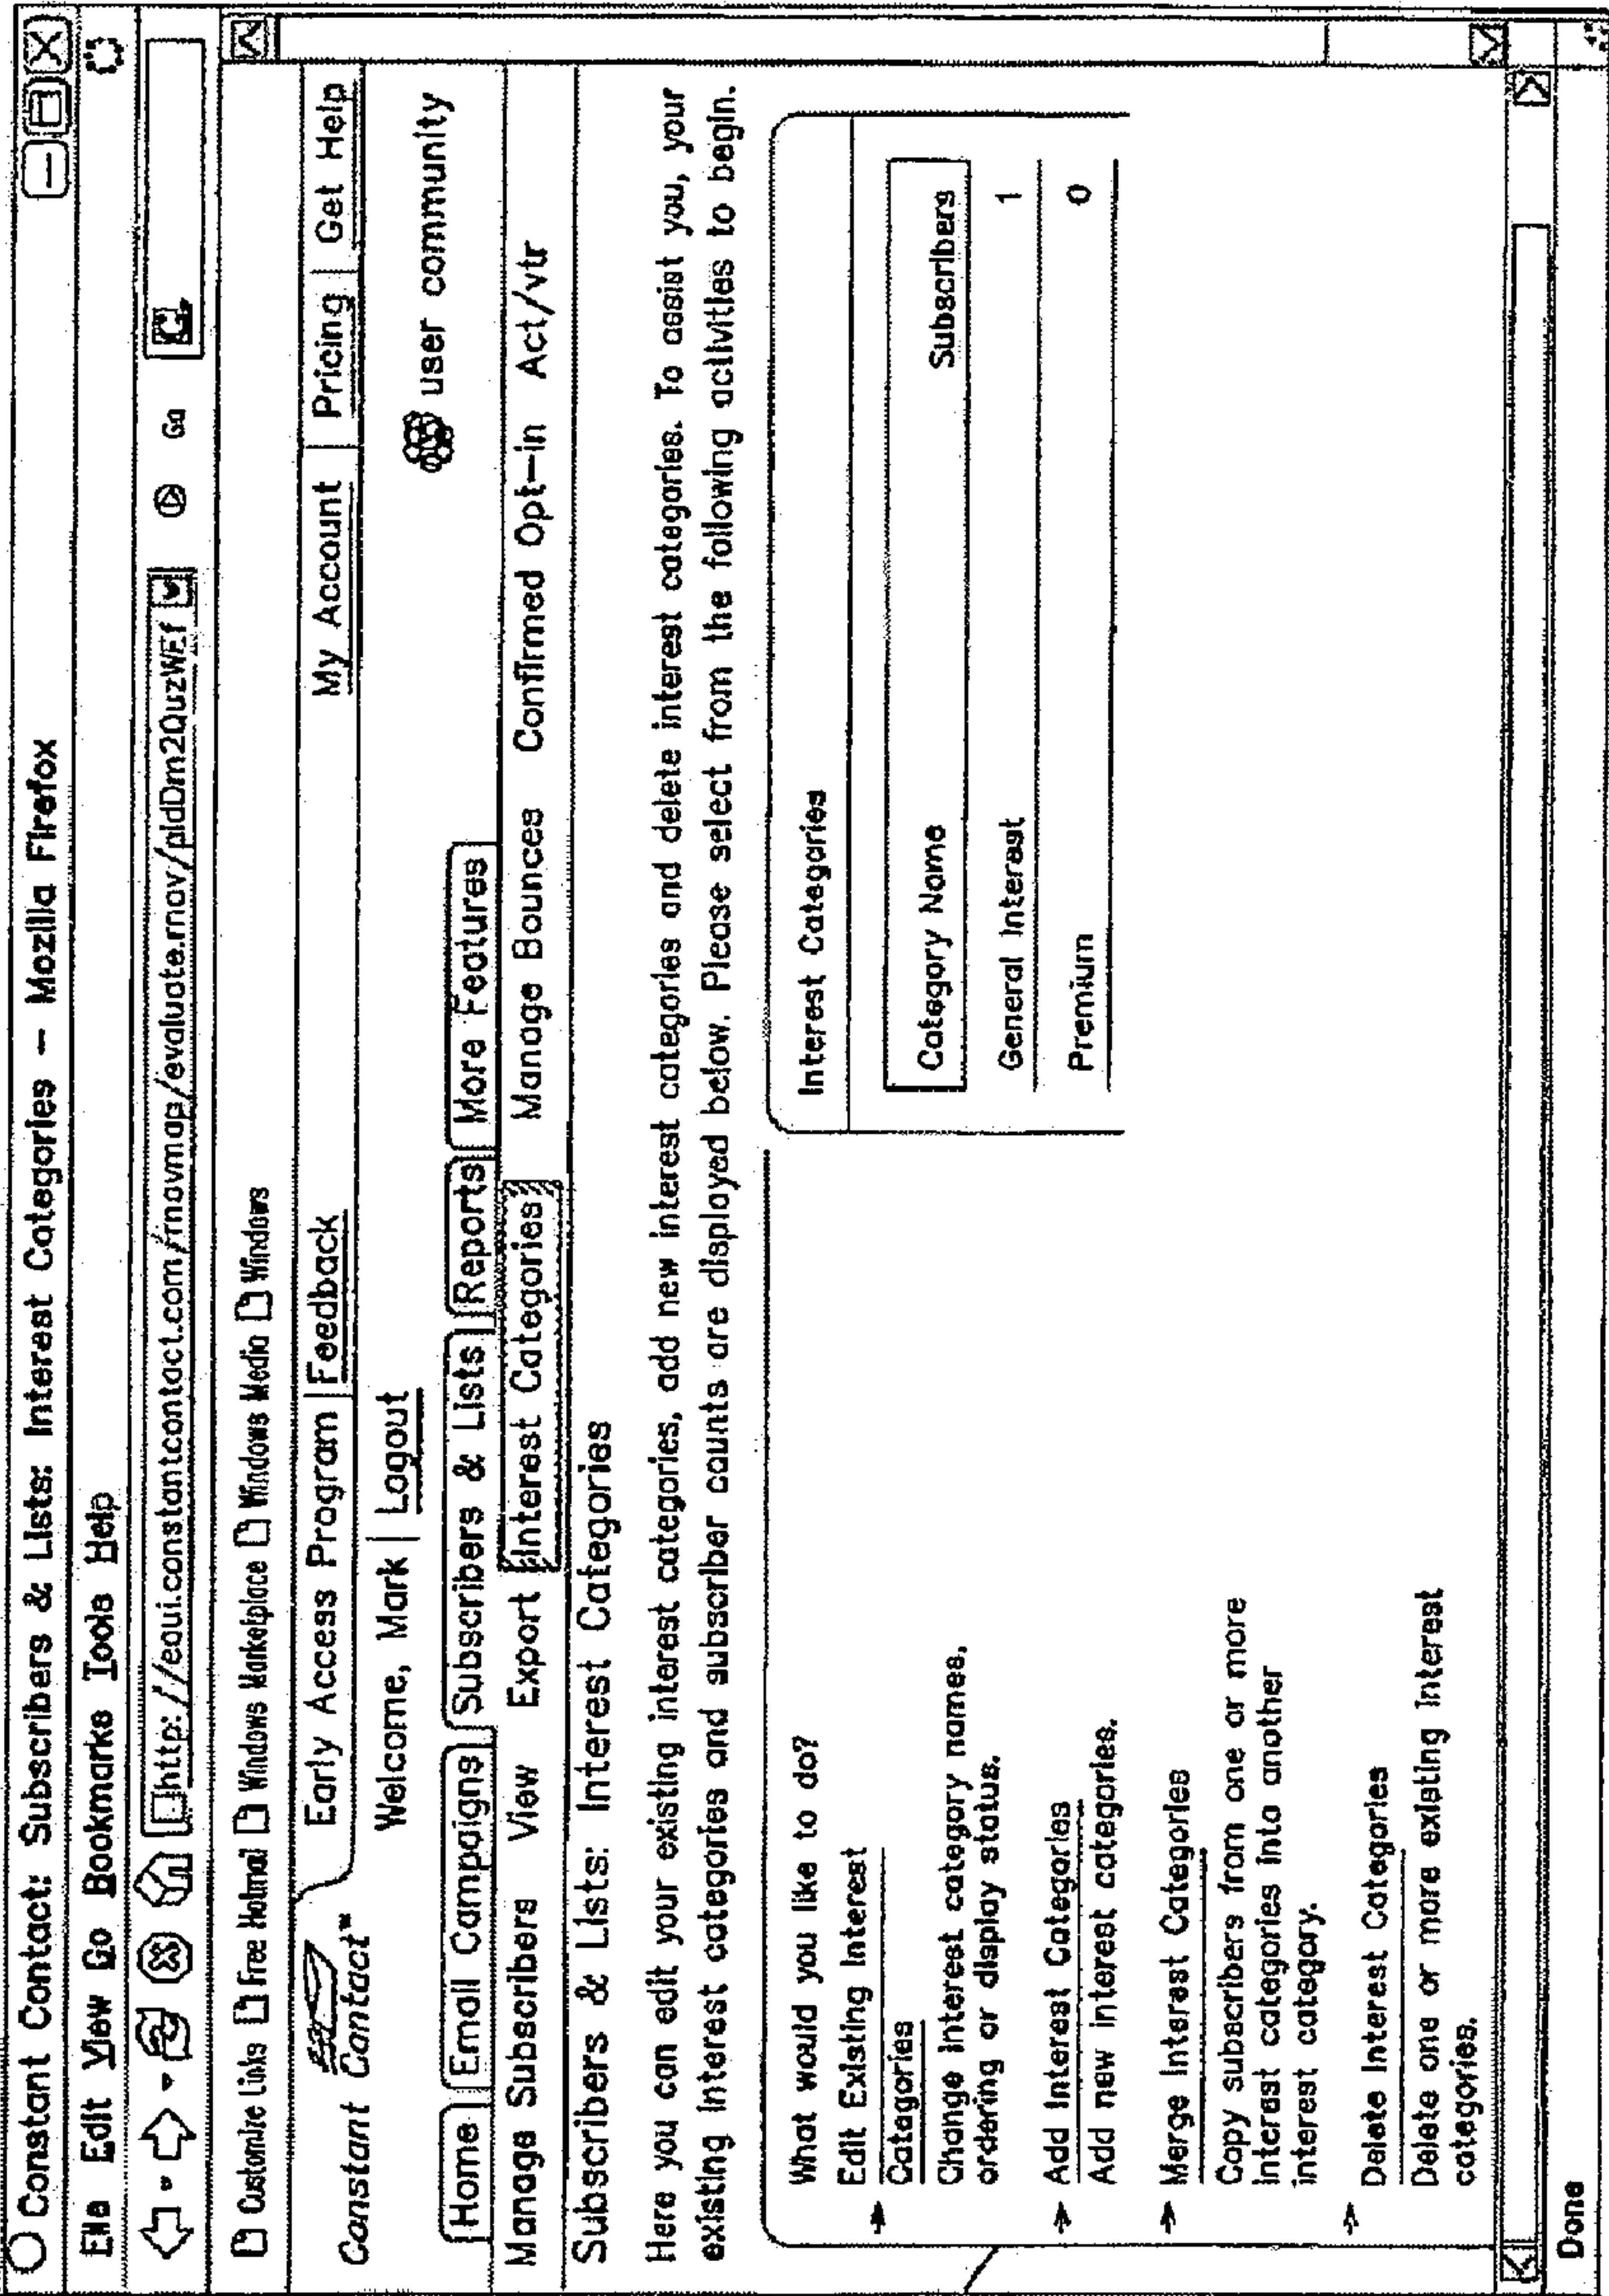 Constant Contact: Subscribers & Lists: Interest Categories – Mozilla Firefox
File Edit View Go Bookmarks Tools Help
http://eaui.constantcontact.com/rnavmap/evaluate.rnav/pidDm2QuzWEf Go G
Customize Links Free Hotmail Windows Marketplace Windows Media Windows
Early Access Program | Feedback My Account | Pricing | Get Help
Constant Contact™
Welcome, Mark | Logout user community
Home Email Campaigns Subscribers & Lists Reports More Features
Manage Subscribers View Export Interest Categories Manage Bounces Confirmed Opt-in Act/vtr
Subscribers & Lists: Interest Categories
Here you can edit your existing interest categories, add new interest categories and delete interest categories. To assist you, your
existing interest categories and subscriber counts are displayed below. Please select from the following activities to begin.
What would you like to do?
Edit Existing Interest
Categories
Change interest category names,
ordering or display status.
Add Interest Categories
Add new interest categories.
Merge Interest Categories
Copy subscribers from one or more
interest categories into another
interest category.
Delete Interest Categories
Delete one or more existing interest
categories.
Interest Categories
Category Name Subscribers
General Interest 1
Premium 0
Done